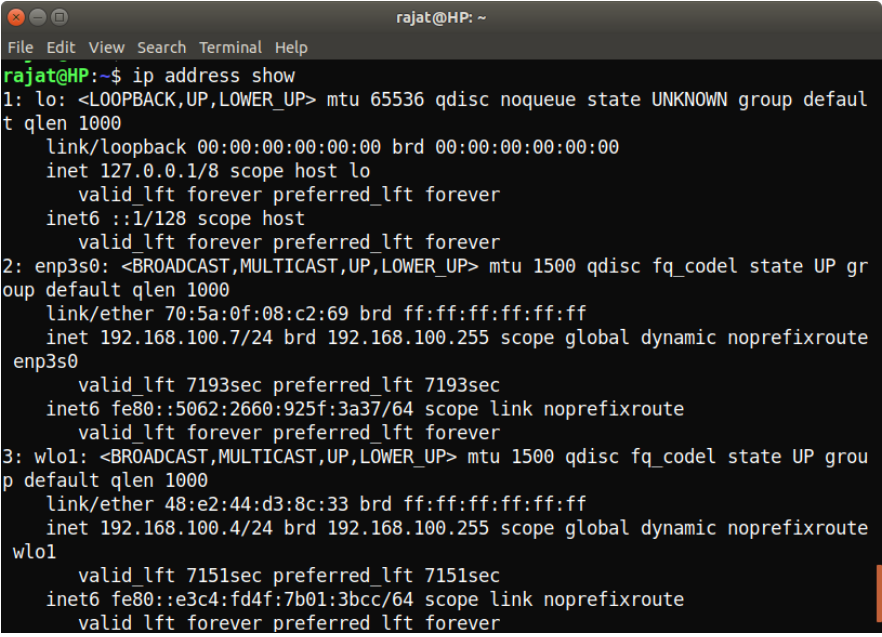 rajat@HP: ~
File Edit View Search Terminal Help
rajat@HP:~$ ip address show
1: lo: <LOOPBACK,UP,LOWER_UP> mtu 65536 qdisc noqueue state UNKNOWN group defaul
t qlen 1000
    link/loopback 00:00:00:00:00:00 brd 00:00:00:00:00:00
    inet 127.0.0.1/8 scope host lo
       valid_lft forever preferred_lft forever
    inet6 ::1/128 scope host
       valid_lft forever preferred_lft forever
2: enp3s0: <BROADCAST,MULTICAST,UP,LOWER_UP> mtu 1500 qdisc fq_codel state UP gr
oup default qlen 1000
    link/ether 70:5a:0f:08:c2:69 brd ff:ff:ff:ff:ff:ff
    inet 192.168.100.7/24 brd 192.168.100.255 scope global dynamic noprefixroute
 enp3s0
       valid_lft 7193sec preferred_lft 7193sec
    inet6 fe80::5062:2660:925f:3a37/64 scope link noprefixroute
       valid_lft forever preferred_lft forever
3: wlo1: <BROADCAST,MULTICAST,UP,LOWER_UP> mtu 1500 qdisc fq_codel state UP grou
p default qlen 1000
    link/ether 48:e2:44:d3:8c:33 brd ff:ff:ff:ff:ff:ff
    inet 192.168.100.4/24 brd 192.168.100.255 scope global dynamic noprefixroute
 wlo1
       valid_lft 7151sec preferred_lft 7151sec
    inet6 fe80::e3c4:fd4f:7b01:3bcc/64 scope link noprefixroute
       valid_lft forever preferred_lft forever